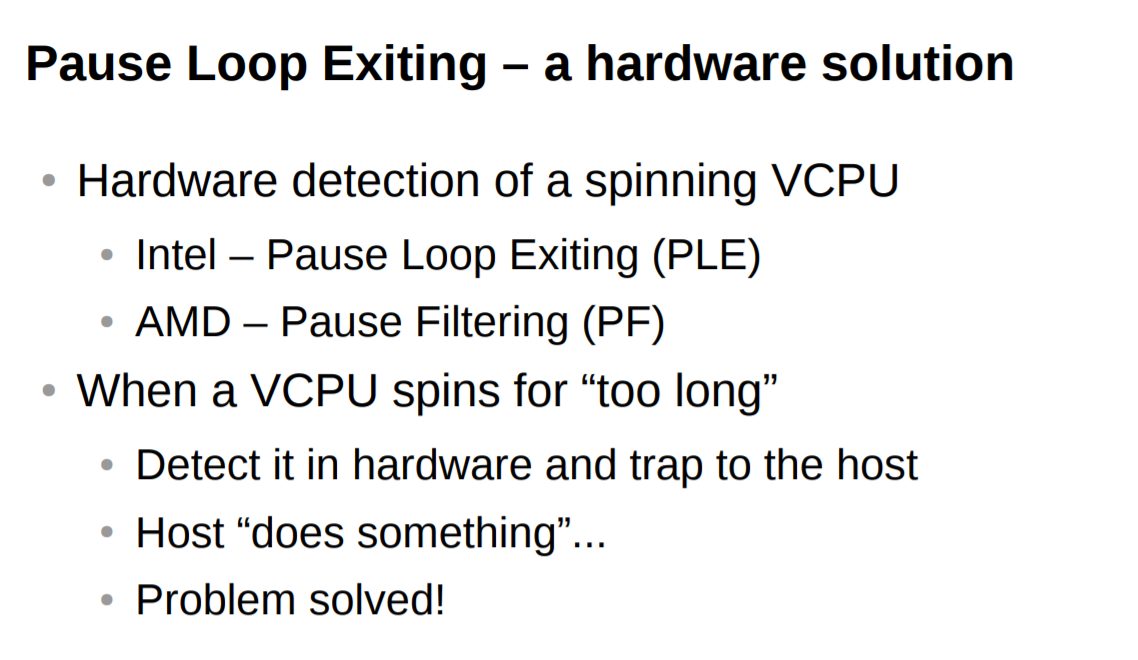 Pause Loop Exiting – a hardware solution
• Hardware detection of a spinning VCPU
• Intel – Pause Loop Exiting (PLE)
• AMD – Pause Filtering (PF)
• When a VCPU spins for “too long”
• Detect it in hardware and trap to the host
• Host “does something”...
• Problem solved!